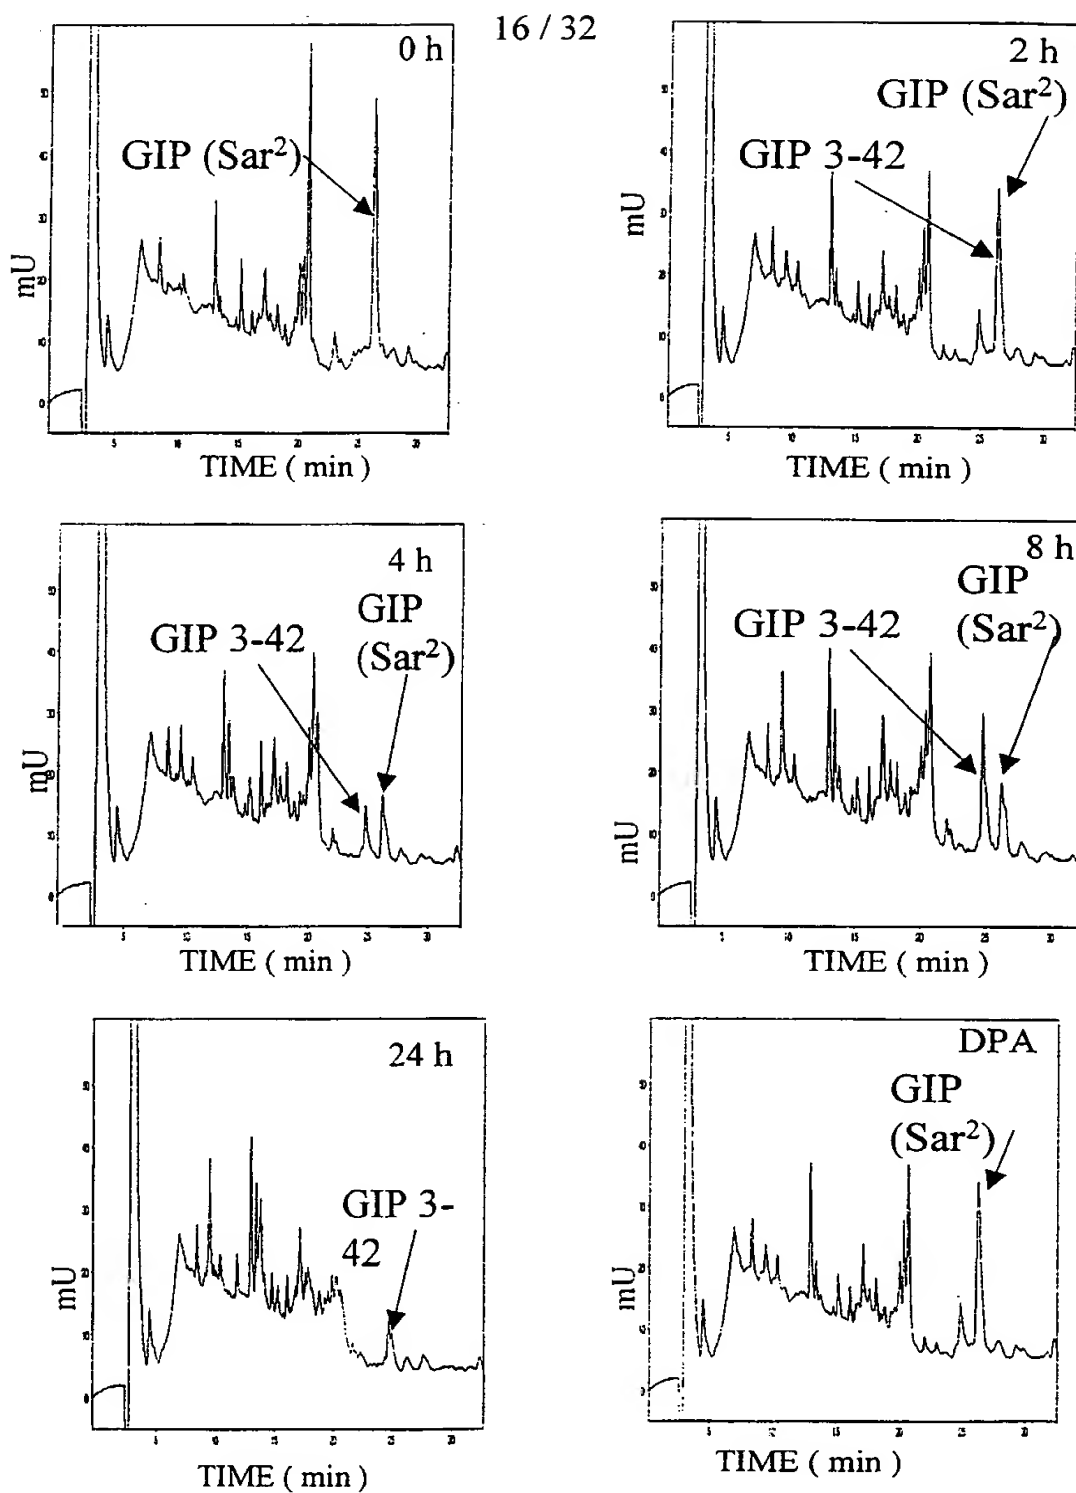 16 / 32
0 h
GIP (Sar²)
mU
TIME ( min )
2 h
GIP (Sar²)
GIP 3-42
mU
TIME ( min )
4 h
GIP
(Sar²)
GIP 3-42
mU
TIME ( min )
8 h
GIP
(Sar²)
GIP 3-42
mU
TIME ( min )
24 h
GIP 3-
42
mU
TIME ( min )
DPA
GIP
(Sar²)
mU
TIME ( min )